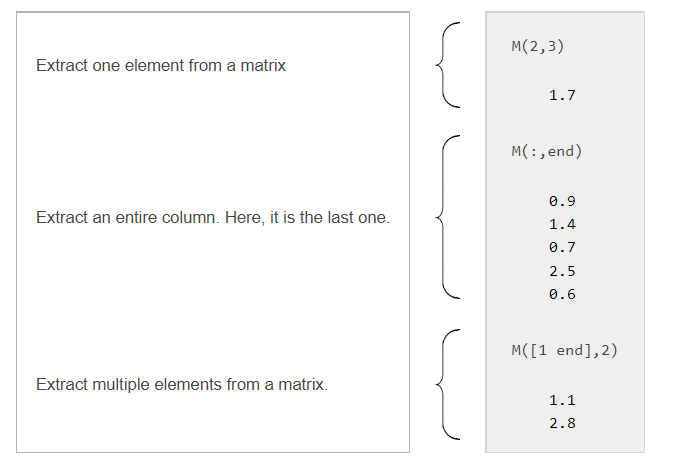 Extract one element from a matrix
M(2,3)
1.7
Extract an entire column. Here, it is the last one.
M(:,end)
0.9
1.4
0.7
2.5
0.6
Extract multiple elements from a matrix.
M([1 end],2)
1.1
2.8